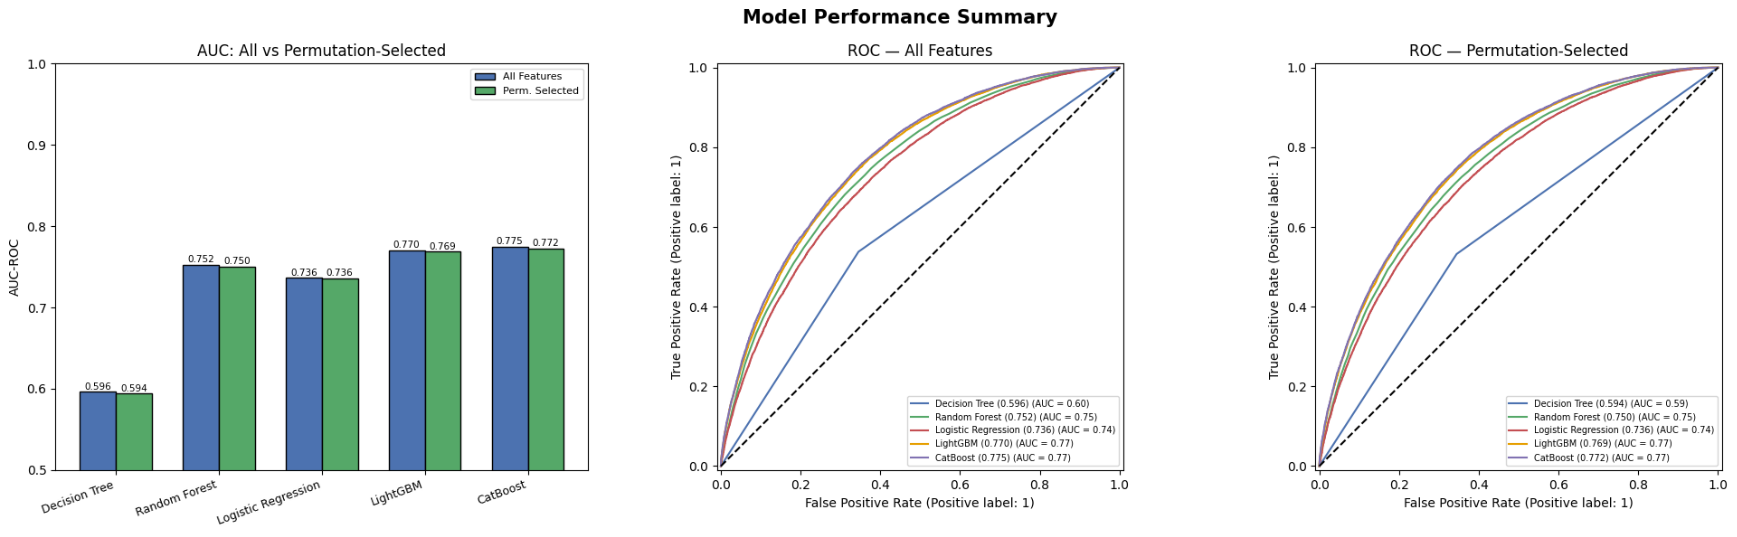 Model Performance Summary
AUC: All vs Permutation-Selected
AUC-ROC
1.0
0.9
0.8
0.7
0.6
0.5
All Features
Perm. Selected
0.596
0.594
0.752
0.750
0.736
0.736
0.770
0.769
0.775
0.772
Decision Tree
Random Forest
Logistic Regression
LightGBM
CatBoost
ROC — All Features
True Positive Rate (Positive label: 1)
1.0
0.8
0.6
0.4
0.2
0.0
Decision Tree (0.596) (AUC = 0.60)
Random Forest (0.752) (AUC = 0.75)
Logistic Regression (0.736) (AUC = 0.74)
LightGBM (0.770) (AUC = 0.77)
CatBoost (0.775) (AUC = 0.77)
0.0 0.2 0.4 0.6 0.8 1.0
False Positive Rate (Positive label: 1)
ROC — Permutation-Selected
True Positive Rate (Positive label: 1)
1.0
0.8
0.6
0.4
0.2
0.0
Decision Tree (0.594) (AUC = 0.59)
Random Forest (0.750) (AUC = 0.75)
Logistic Regression (0.736) (AUC = 0.74)
LightGBM (0.769) (AUC = 0.77)
CatBoost (0.772) (AUC = 0.77)
0.0 0.2 0.4 0.6 0.8 1.0
False Positive Rate (Positive label: 1)